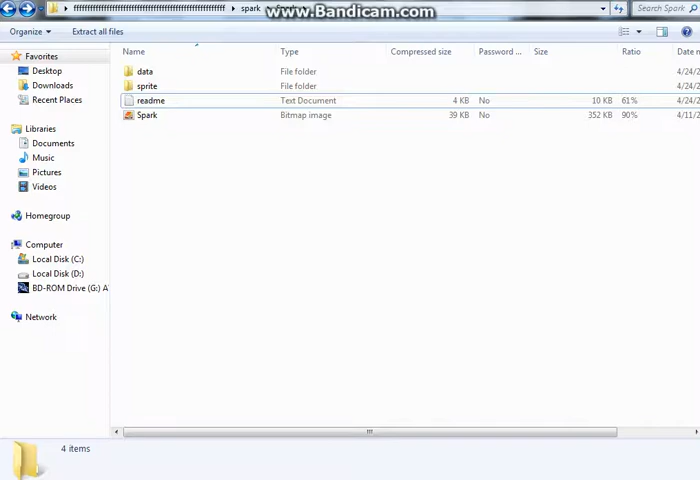 ffffffffffffffffffffffffffffffffffffffffff spark
www.Bandicam.com
Search Spark
Organize Extract all files
Name Type Compressed size Password ... Size Ratio Date
data File folder 4/24/2
sprite File folder 4/24/2
readme Text Document 4 KB No 10 KB 61% 4/24/2
Spark Bitmap image 39 KB No 352 KB 90% 4/11/2
Favorites
Desktop
Downloads
Recent Places
Libraries
Documents
Music
Pictures
Videos
Homegroup
Computer
Local Disk (C:)
Local Disk (D:)
BD-ROM Drive (G:) A
Network
4 items